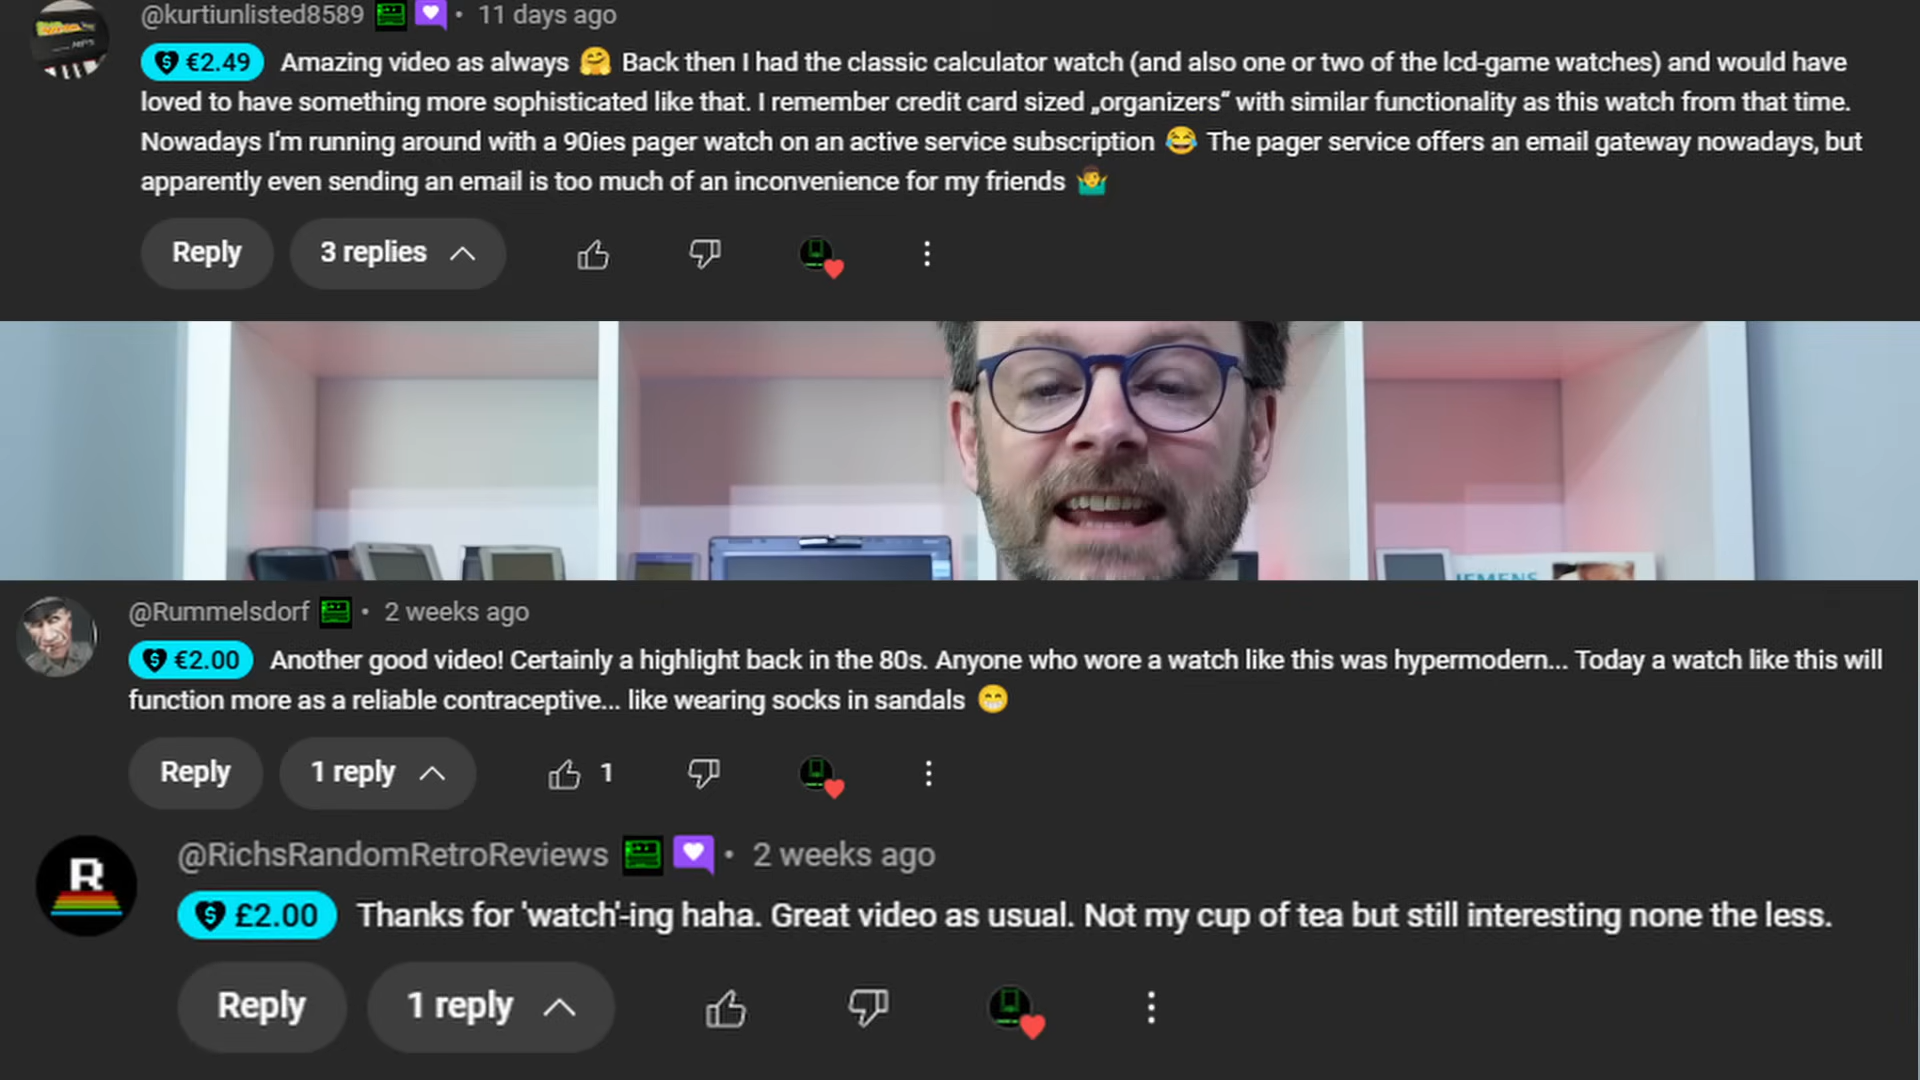 @kurtiunlisted8589 • 11 days ago
€2.49 Amazing video as always 🤗 Back then I had the classic calculator watch (and also one or two of the lcd-game watches) and would have
loved to have something more sophisticated like that. I remember credit card sized „organizers“ with similar functionality as this watch from that time.
Nowadays I‘m running around with a 90ies pager watch on an active service subscription 😂 The pager service offers an email gateway nowadays, but
apparently even sending an email is too much of an inconvenience for my friends 🤷‍♂️
Reply 3 replies
@Rummelsdorf • 2 weeks ago
€2.00 Another good video! Certainly a highlight back in the 80s. Anyone who wore a watch like this was hypermodern... Today a watch like this will
function more as a reliable contraceptive... like wearing socks in sandals 😁
Reply 1 reply 1
R
@RichsRandomRetroReviews • 2 weeks ago
£2.00 Thanks for 'watch'-ing haha. Great video as usual. Not my cup of tea but still interesting none the less.
Reply 1 reply